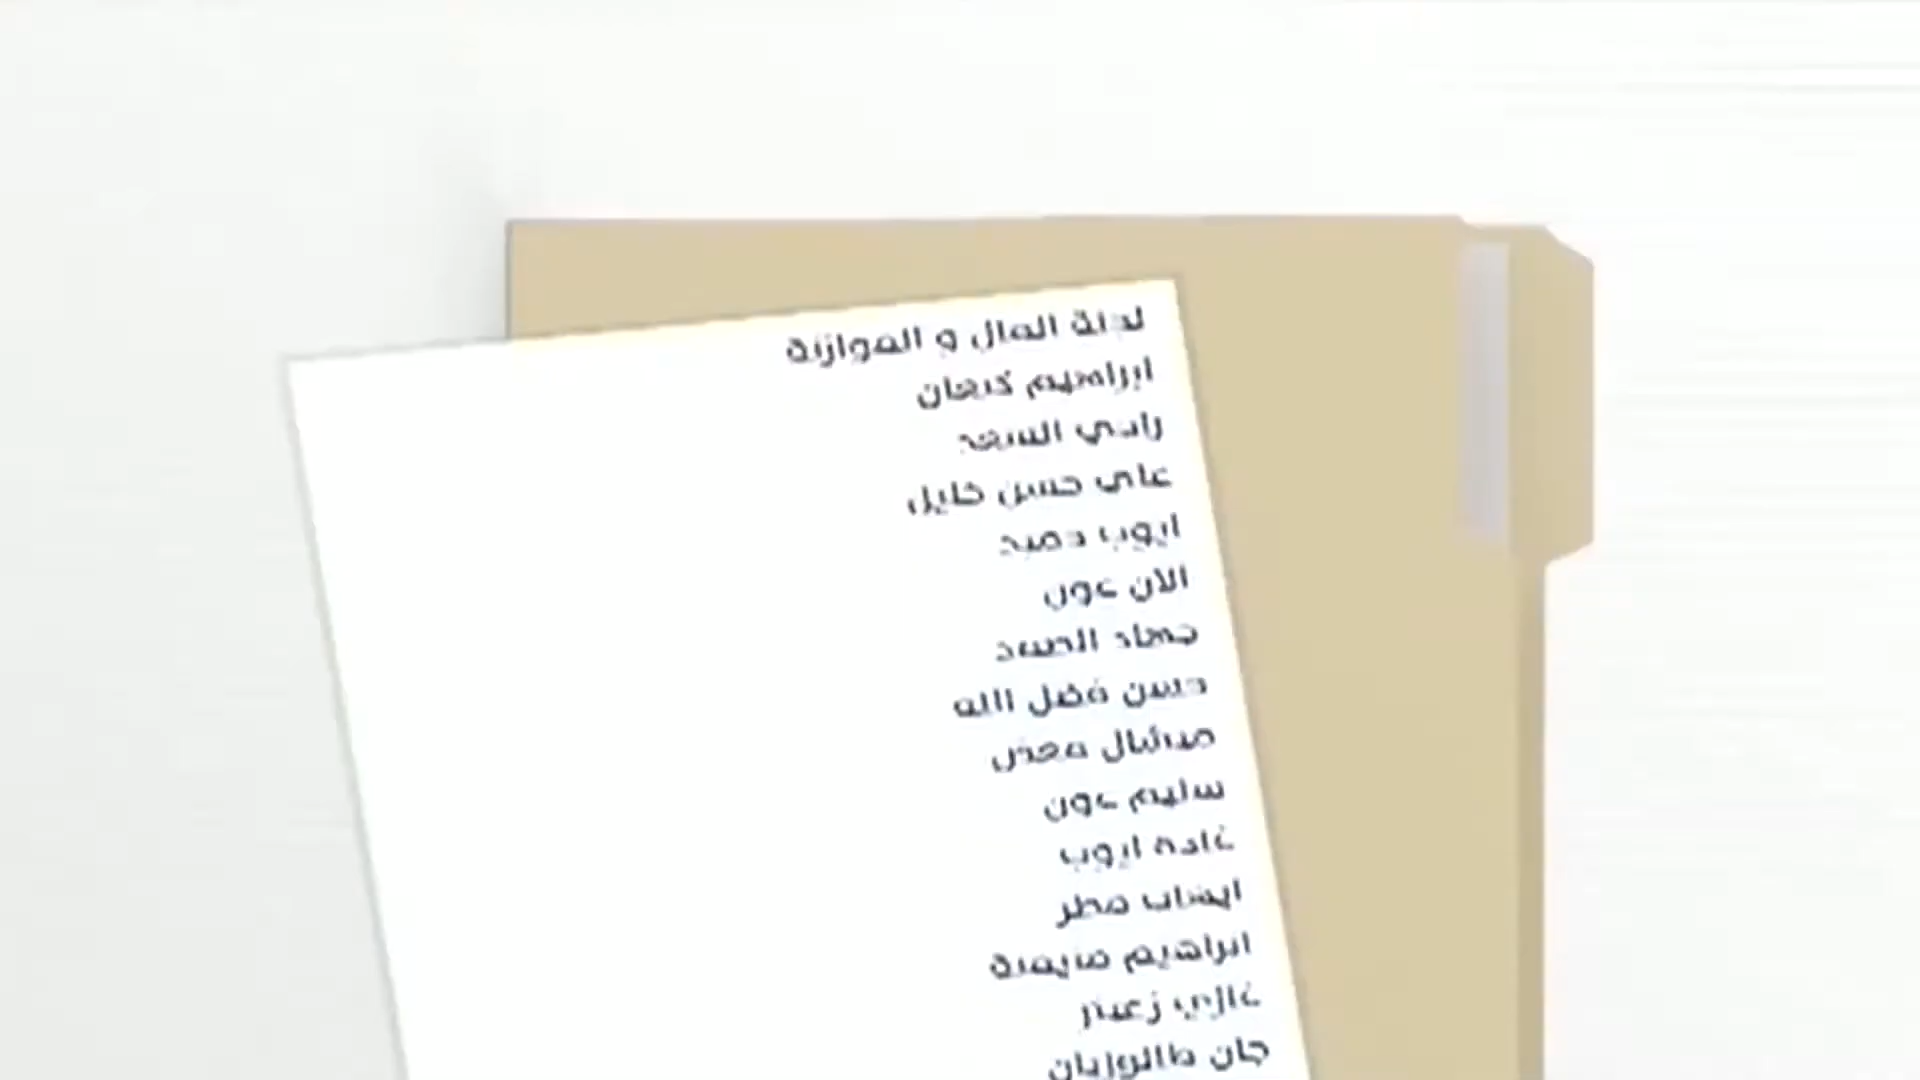 لجنة المال و الموازنة
ابراهيم كنعان
هادي السعد
علي حسن خليل
ايوب حميد
الان عون
جهاد الصمد
حسن فضل الله
ميشال معوض
سليم عون
غادة ايوب
ايهاب مطر
ابراهيم منيمنة
غازي زعيتر
جان طالوزيان